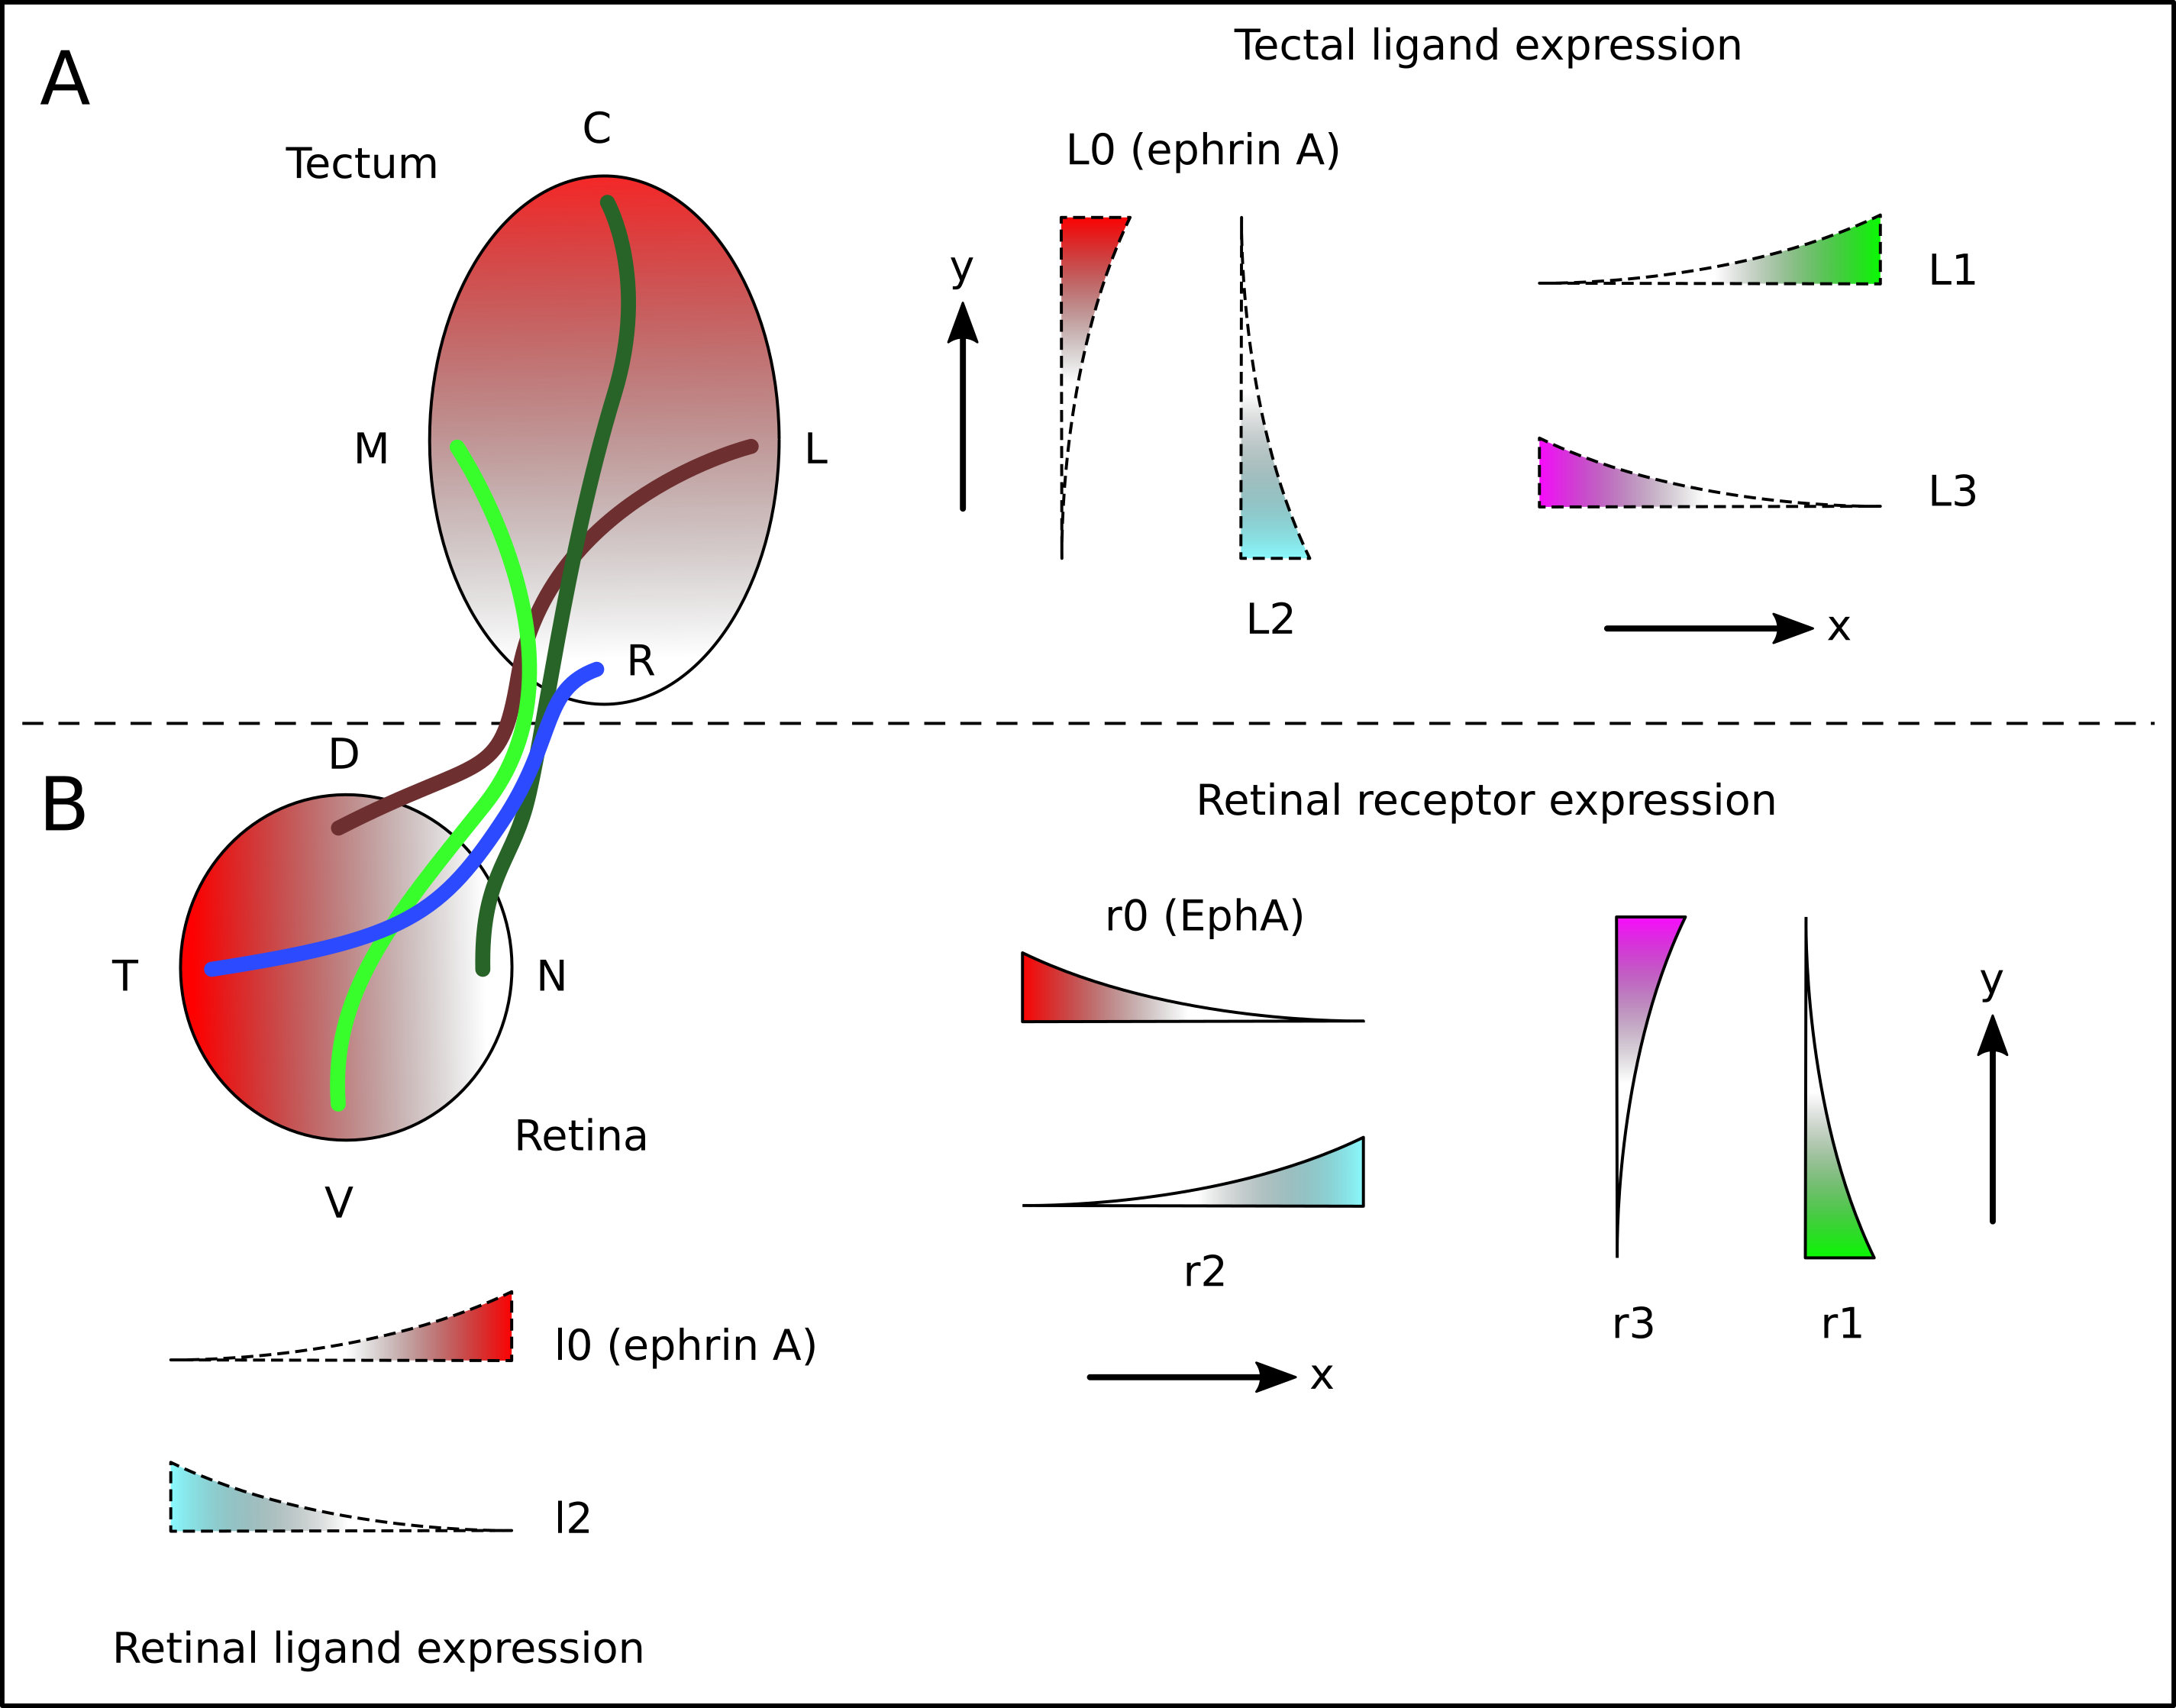 A
Tectal ligand expression
C
Tectum
L0 (ephrin A)
y
L1
M
L
L3
L2
x
R
D
B
Retinal receptor expression
r0 (EphA)
T
N
y
Retina
V
r2
r3
r1
l0 (ephrin A)
x
l2
Retinal ligand expression